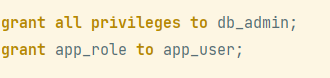 grant all privileges to db_admin;
grant app_role to app_user;